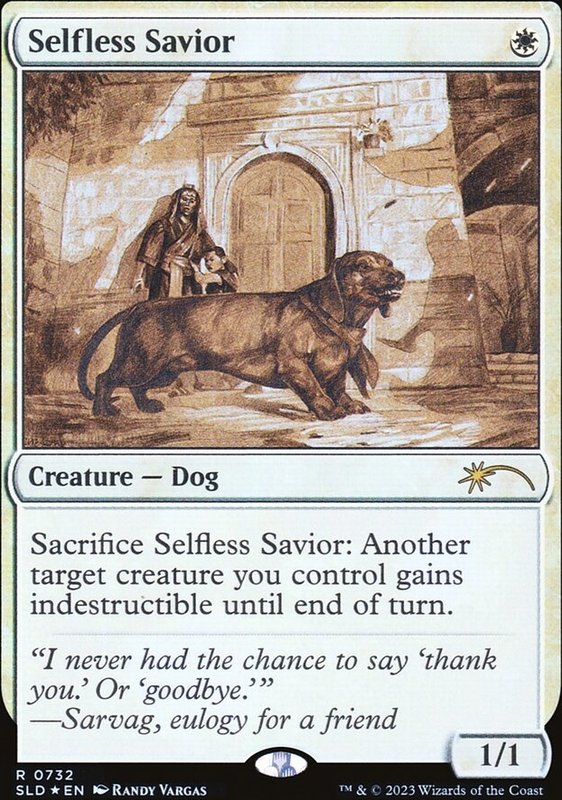 Selfless Savior
Creature — Dog
Sacrifice Selfless Savior: Another
target creature you control gains
indestructible until end of turn.
“I never had the chance to say ‘thank
you.’ Or ‘goodbye.’”
—Sarvag, eulogy for a friend
1/1
R 0732
SLD ★ EN RANDY VARGAS
™ & © 2023 Wizards of the Coast